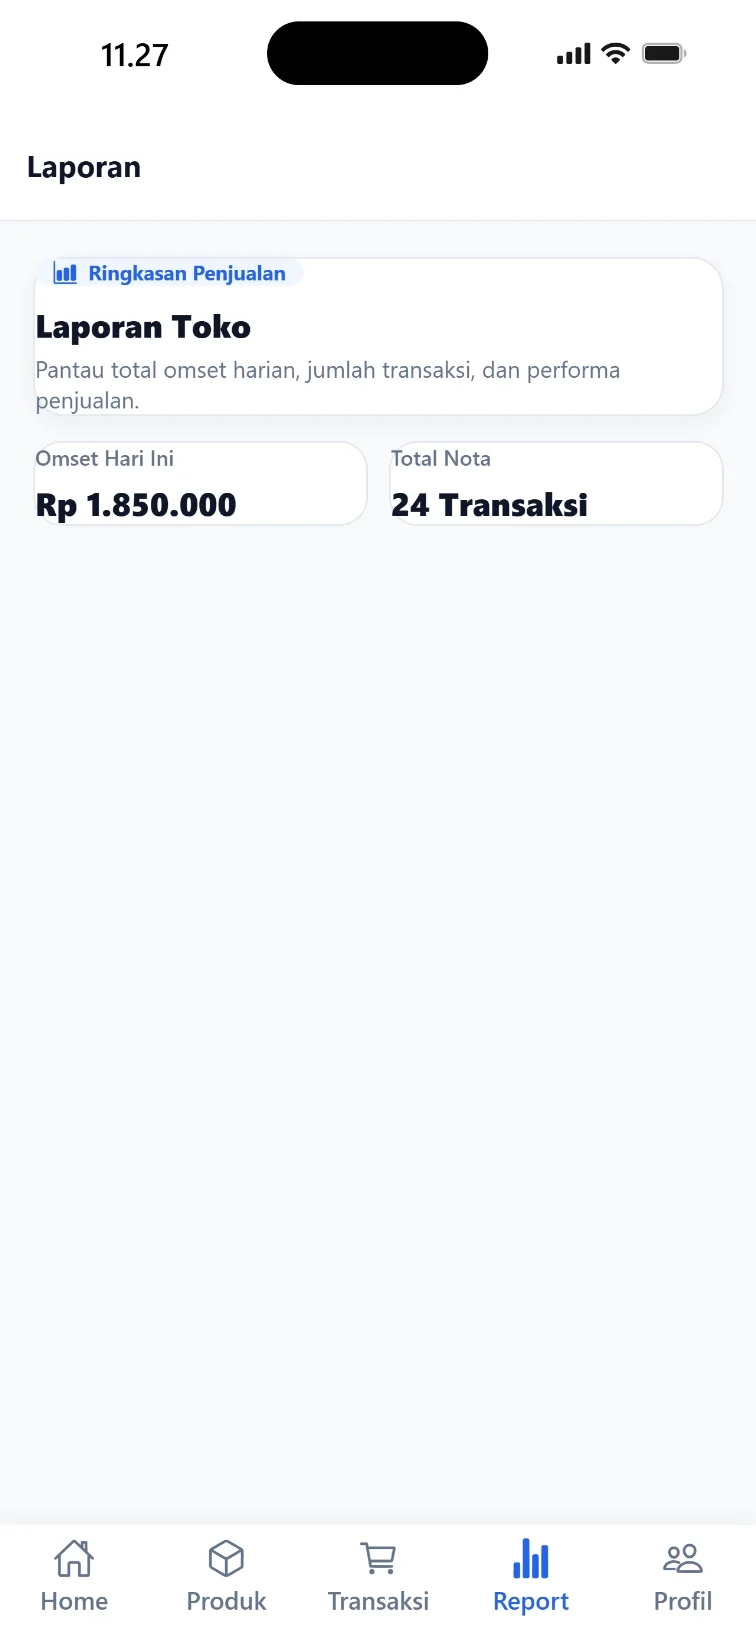 11.27
Laporan
Ringkasan Penjualan
Laporan Toko
Pantau total omset harian, jumlah transaksi, dan performa
penjualan.
Omset Hari Ini
Rp 1.850.000
Total Nota
24 Transaksi
Home
Produk
Transaksi
Report
Profil